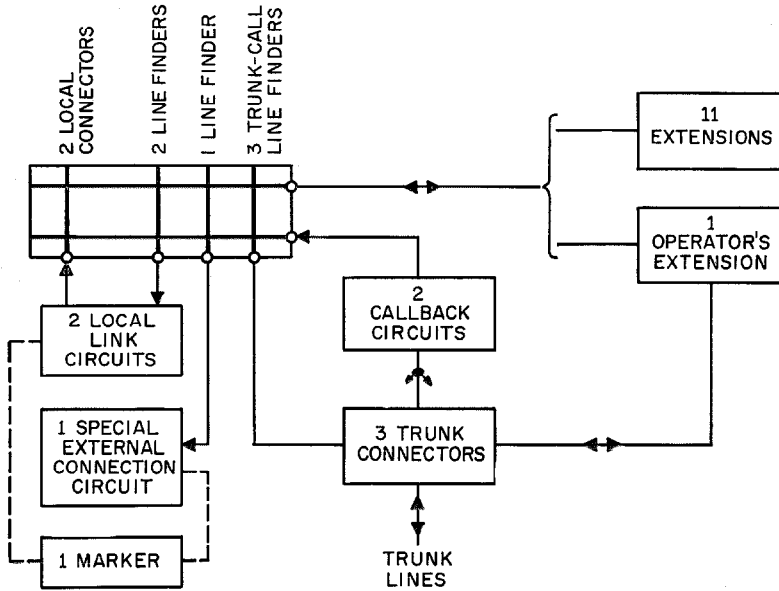 2 LOCAL
CONNECTORS
2 LINE FINDERS
1 LINE FINDER
3 TRUNK-CALL
LINE FINDERS
11
EXTENSIONS
1
OPERATOR'S
EXTENSION
2 LOCAL
LINK
CIRCUITS
2
CALLBACK
CIRCUITS
1 SPECIAL
EXTERNAL
CONNECTION
CIRCUIT
3 TRUNK
CONNECTORS
1 MARKER
TRUNK
LINES